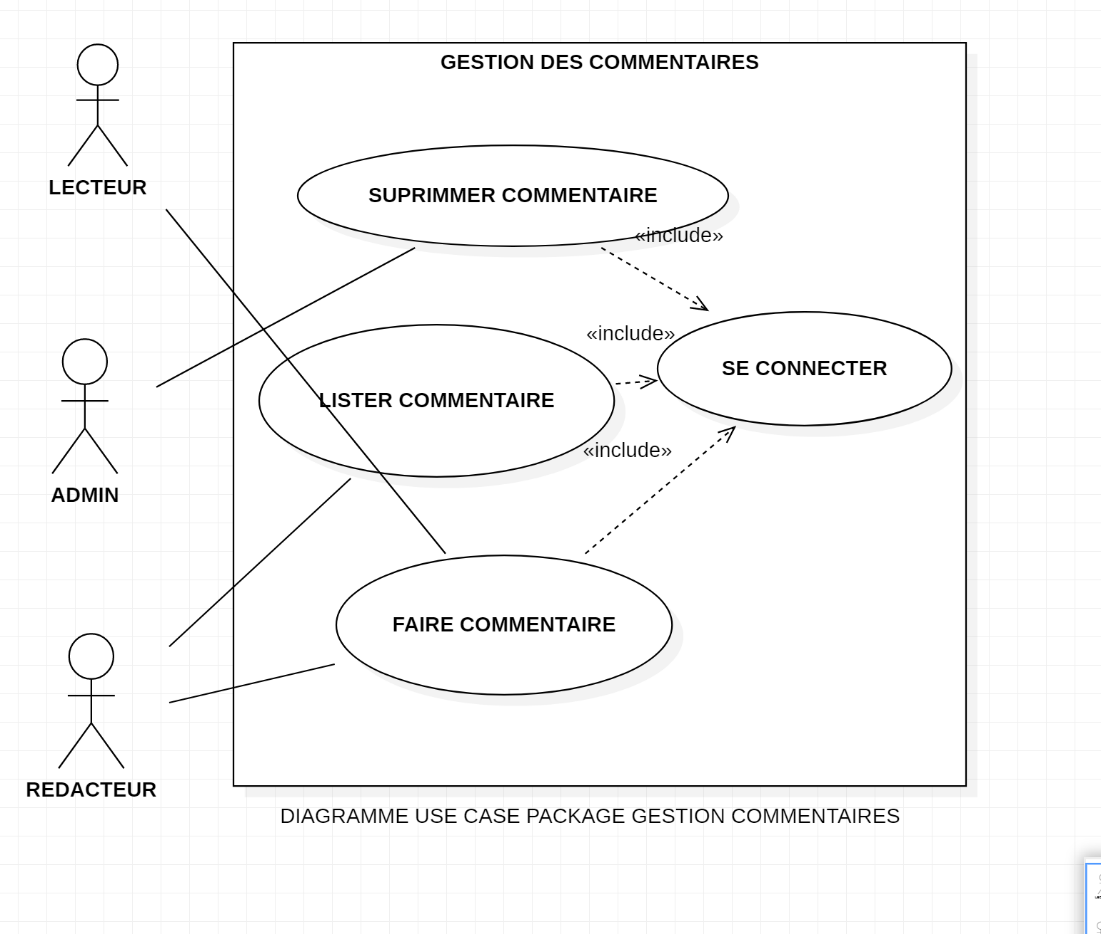 GESTION DES COMMENTAIRES
LECTEUR
SUPRIMMER COMMENTAIRE
«include»
«include»
SE CONNECTER
LISTER COMMENTAIRE
«include»
ADMIN
FAIRE COMMENTAIRE
REDACTEUR
DIAGRAMME USE CASE PACKAGE GESTION COMMENTAIRES